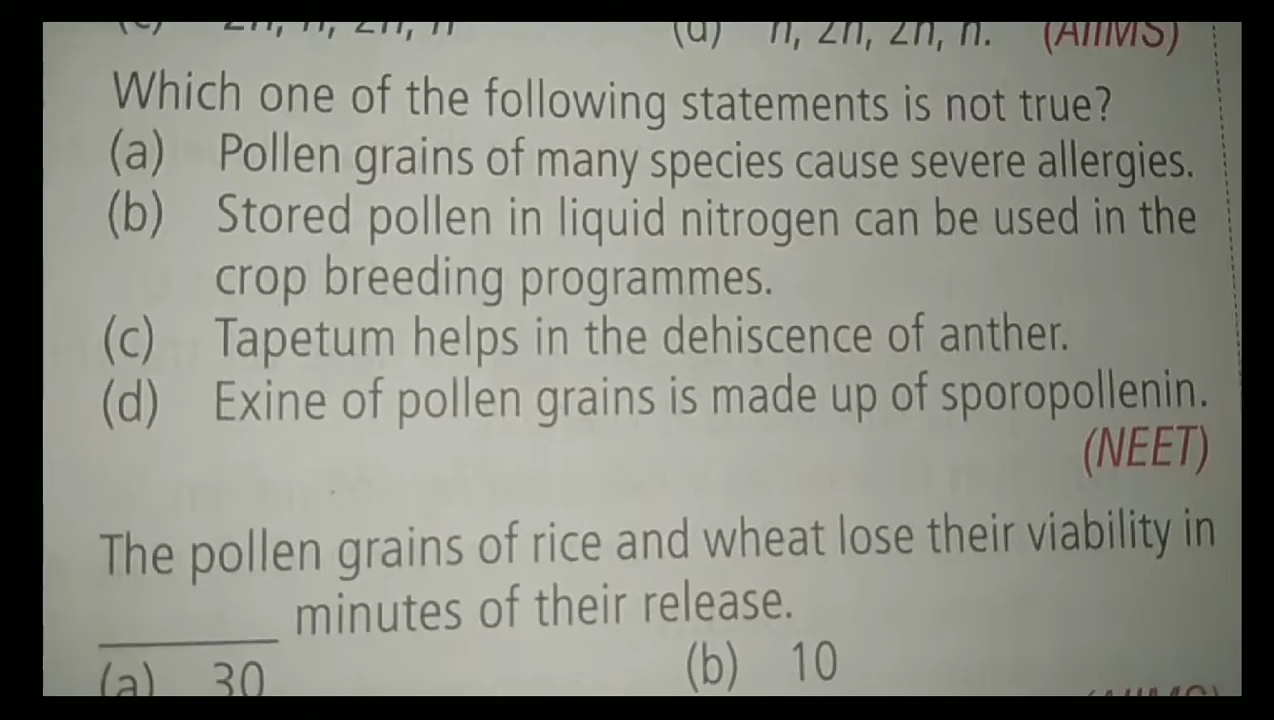 (c) 2n, n, 2n, n (d) n, 2n, 2n, n. (AIIMS)
Which one of the following statements is not true?
(a) Pollen grains of many species cause severe allergies.
(b) Stored pollen in liquid nitrogen can be used in the
crop breeding programmes.
(c) Tapetum helps in the dehiscence of anther.
(d) Exine of pollen grains is made up of sporopollenin.
(NEET)
The pollen grains of rice and wheat lose their viability in
_________ minutes of their release.
(a) 30 (b) 10